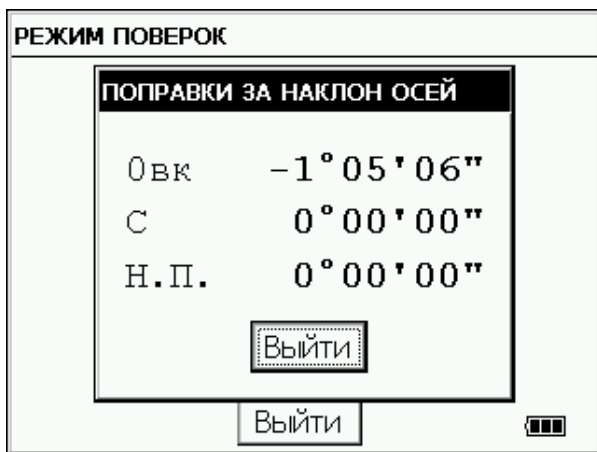 РЕЖИМ ПОВЕРОК
ПОПРАВКИ ЗА НАКЛОН ОСЕЙ
0вк -1°05'06"
С 0°00'00"
Н.П. 0°00'00"
Выйти
Выйти